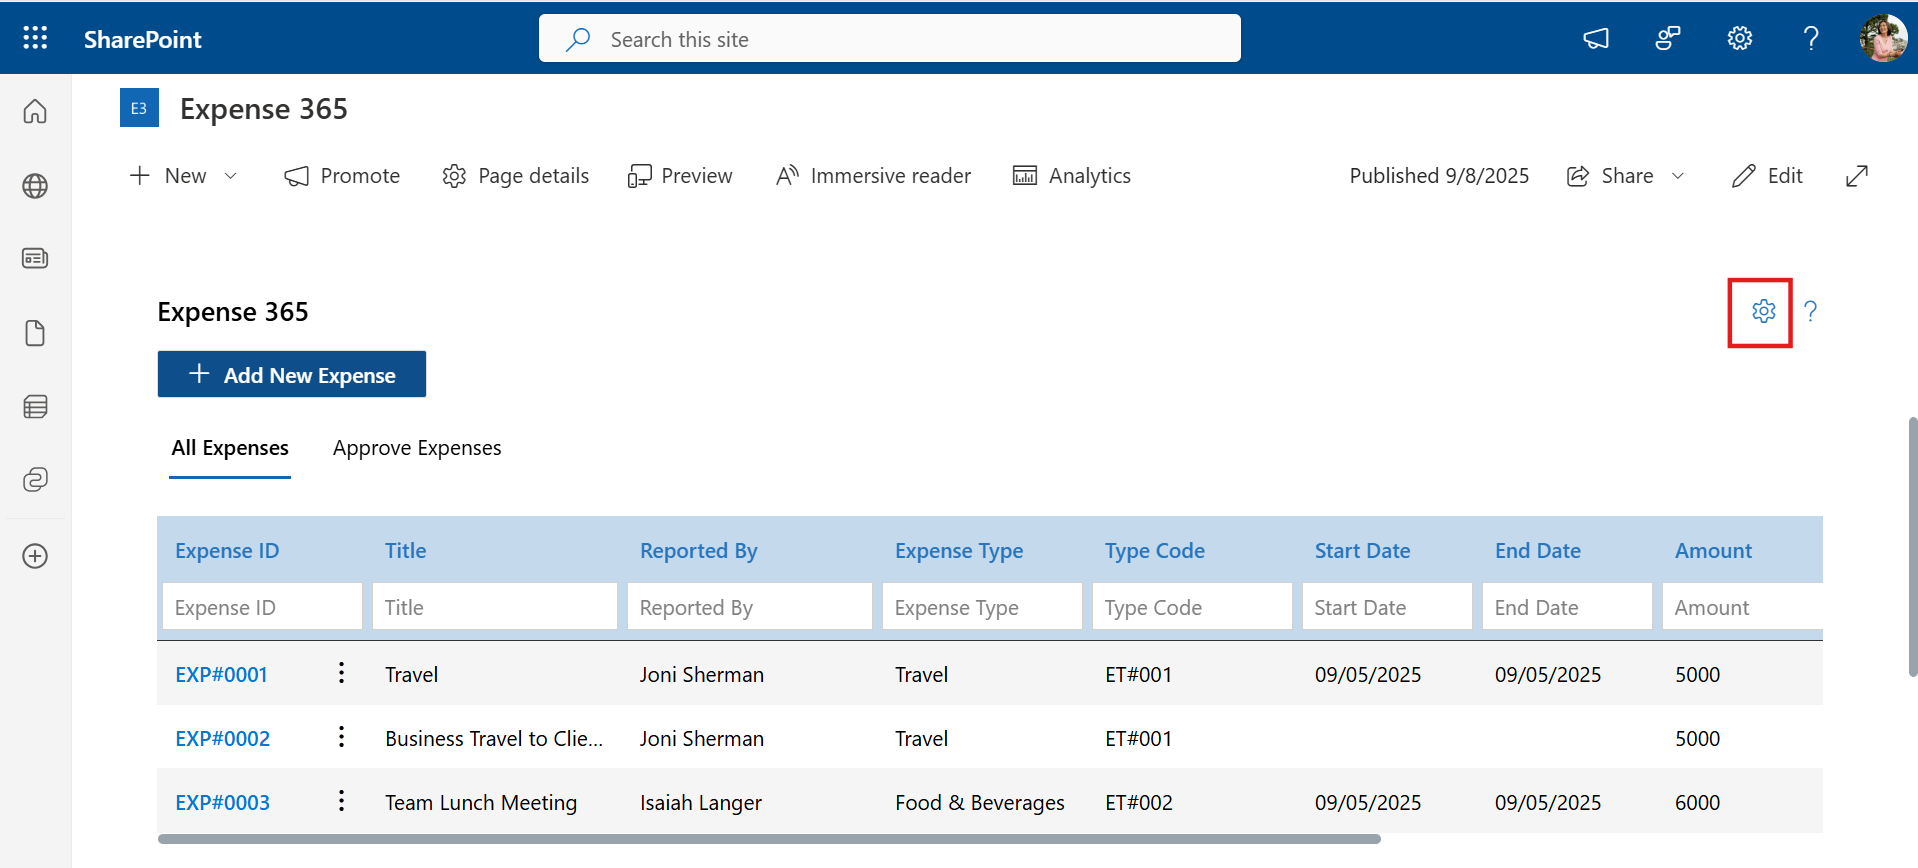 SharePoint
Search this site
?
E3
Expense 365
New
Promote
Page details
Preview
Immersive reader
Analytics
Published 9/8/2025
Share
Edit
Expense 365
?
Add New Expense
All Expenses
Approve Expenses
Expense ID Title Reported By Expense Type Type Code Start Date End Date Amount
Expense ID Title Reported By Expense Type Type Code Start Date End Date Amount
EXP#0001 Travel Joni Sherman Travel ET#001 09/05/2025 09/05/2025 5000
EXP#0002 Business Travel to Clie... Joni Sherman Travel ET#001 5000
EXP#0003 Team Lunch Meeting Isaiah Langer Food & Beverages ET#002 09/05/2025 09/05/2025 6000